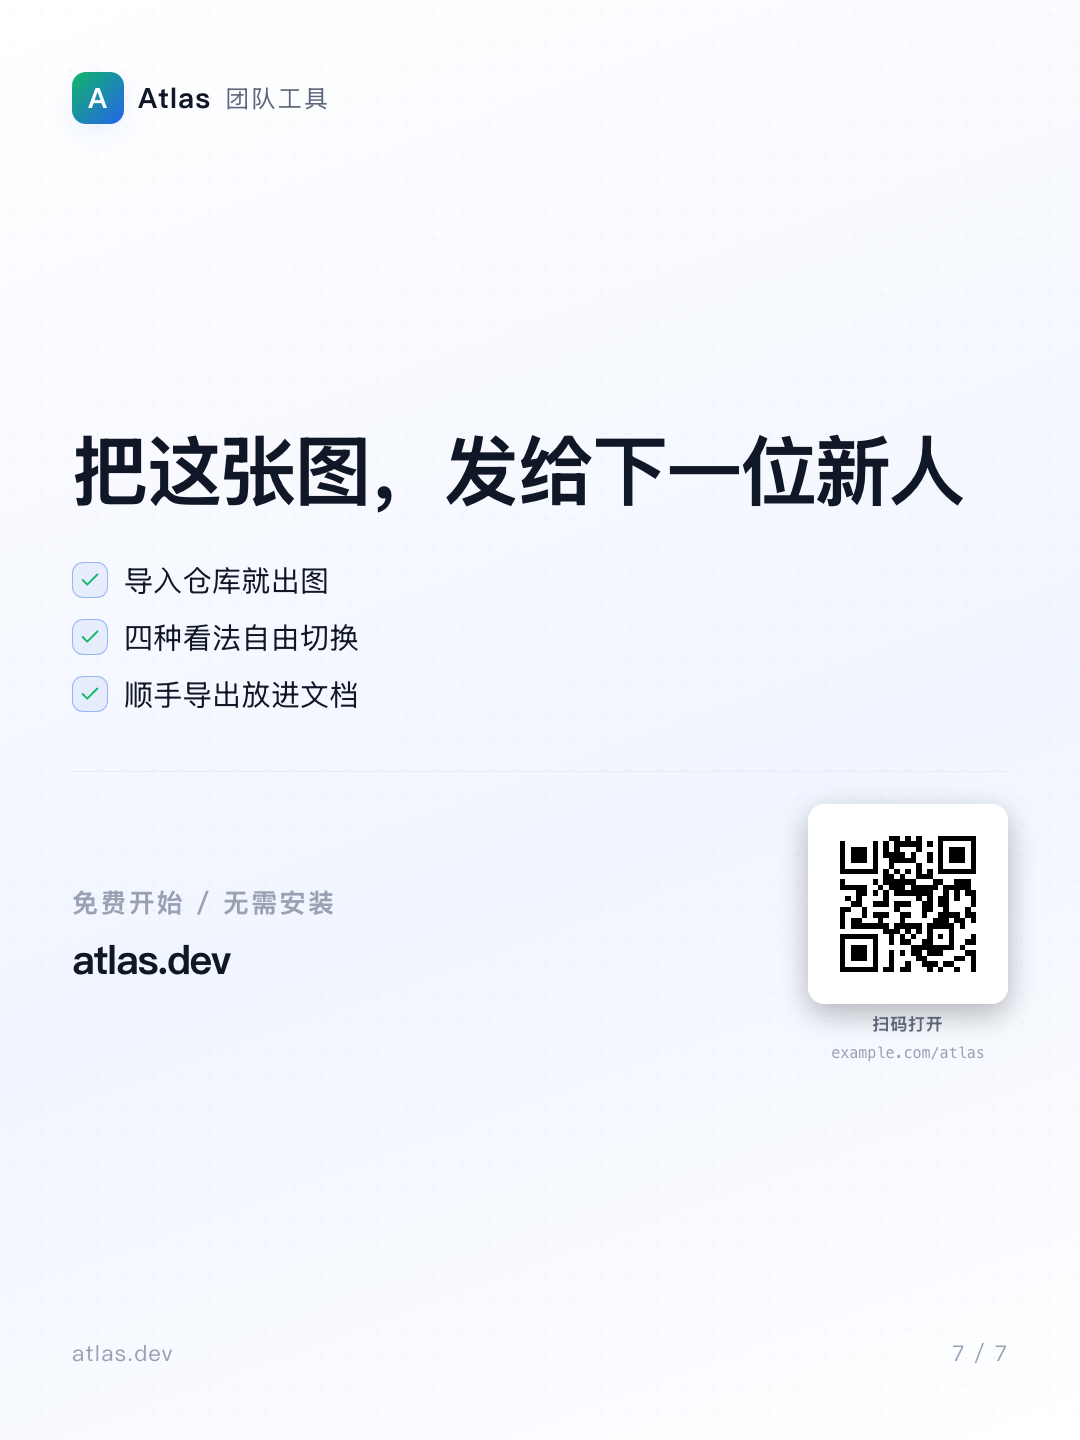 A Atlas 团队工具
把这张图，发给下一位新人
导入仓库就出图
四种看法自由切换
顺手导出放进文档
免费开始 / 无需安装
atlas.dev
扫码打开
example.com/atlas
atlas.dev
7 / 7